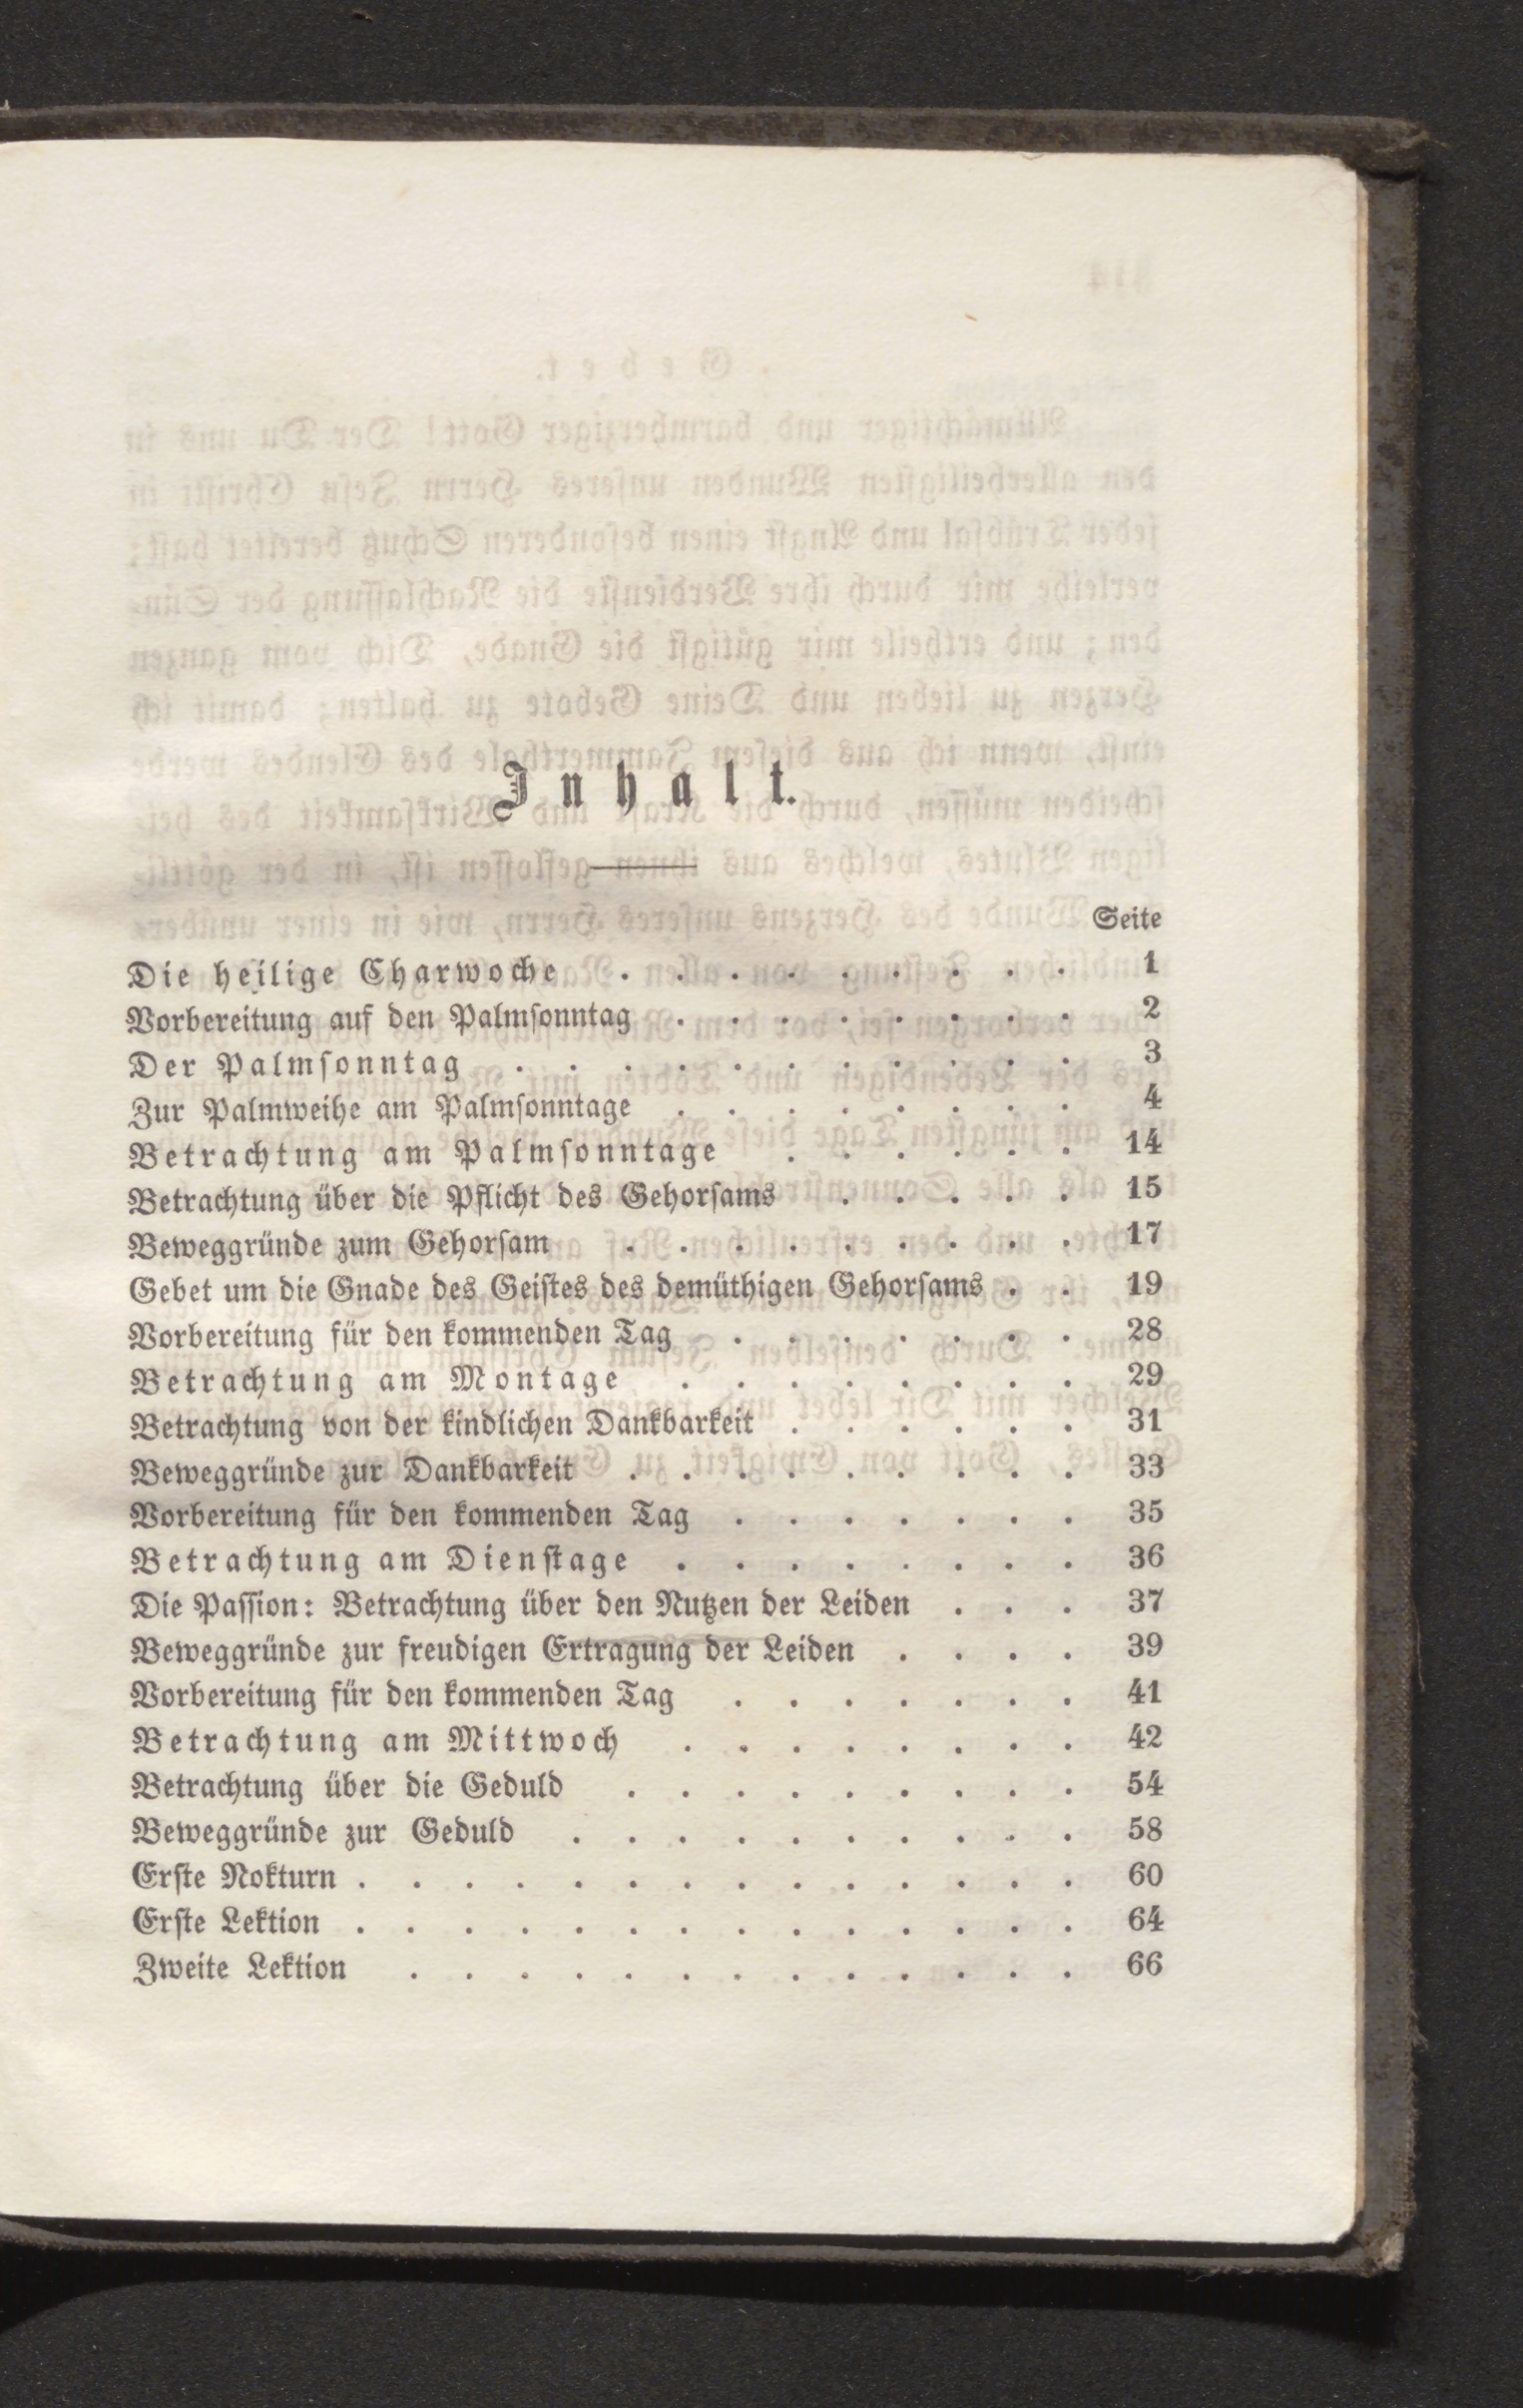 Inhalt.
Seite
Die heilige Charwoche . . . . . . . . . 1
Vorbereitung auf den Palmſonntag . . . . . . . . 2
Der Palmſonntag . . . . . . . . . . . 3
Zur Palmweihe am Palmſonntage . . . . . . . . 4
Betrachtung am Palmſonntage . . . . . . 14
Betrachtung über die Pflicht des Gehorſams . . . . . 15
Beweggründe zum Gehorſam . . . . . . . . . 17
Gebet um die Gnade des Geiſtes des demüthigen Gehorſams . . 19
Vorbereitung für den kommenden Tag . . . . . . . 28
Betrachtung am Montage . . . . . . . . 29
Betrachtung von der kindlichen Dankbarkeit . . . . . . 31
Beweggründe zur Dankbarkeit . . . . . . . . . 33
Vorbereitung für den kommenden Tag . . . . . . . 35
Betrachtung am Dienſtage . . . . . . . . 36
Die Paſſion: Betrachtung über den Nutzen der Leiden . . . 37
Beweggründe zur freudigen Ertragung der Leiden . . . . 39
Vorbereitung für den kommenden Tag . . . . . . . 41
Betrachtung am Mittwoch . . . . . . . . 42
Betrachtung über die Geduld . . . . . . . . . 54
Beweggründe zur Geduld . . . . . . . . . . 58
Erſte Nokturn . . . . . . . . . . . . . . 60
Erſte Lektion . . . . . . . . . . . . . . 64
Zweite Lektion . . . . . . . . . . . . . 66